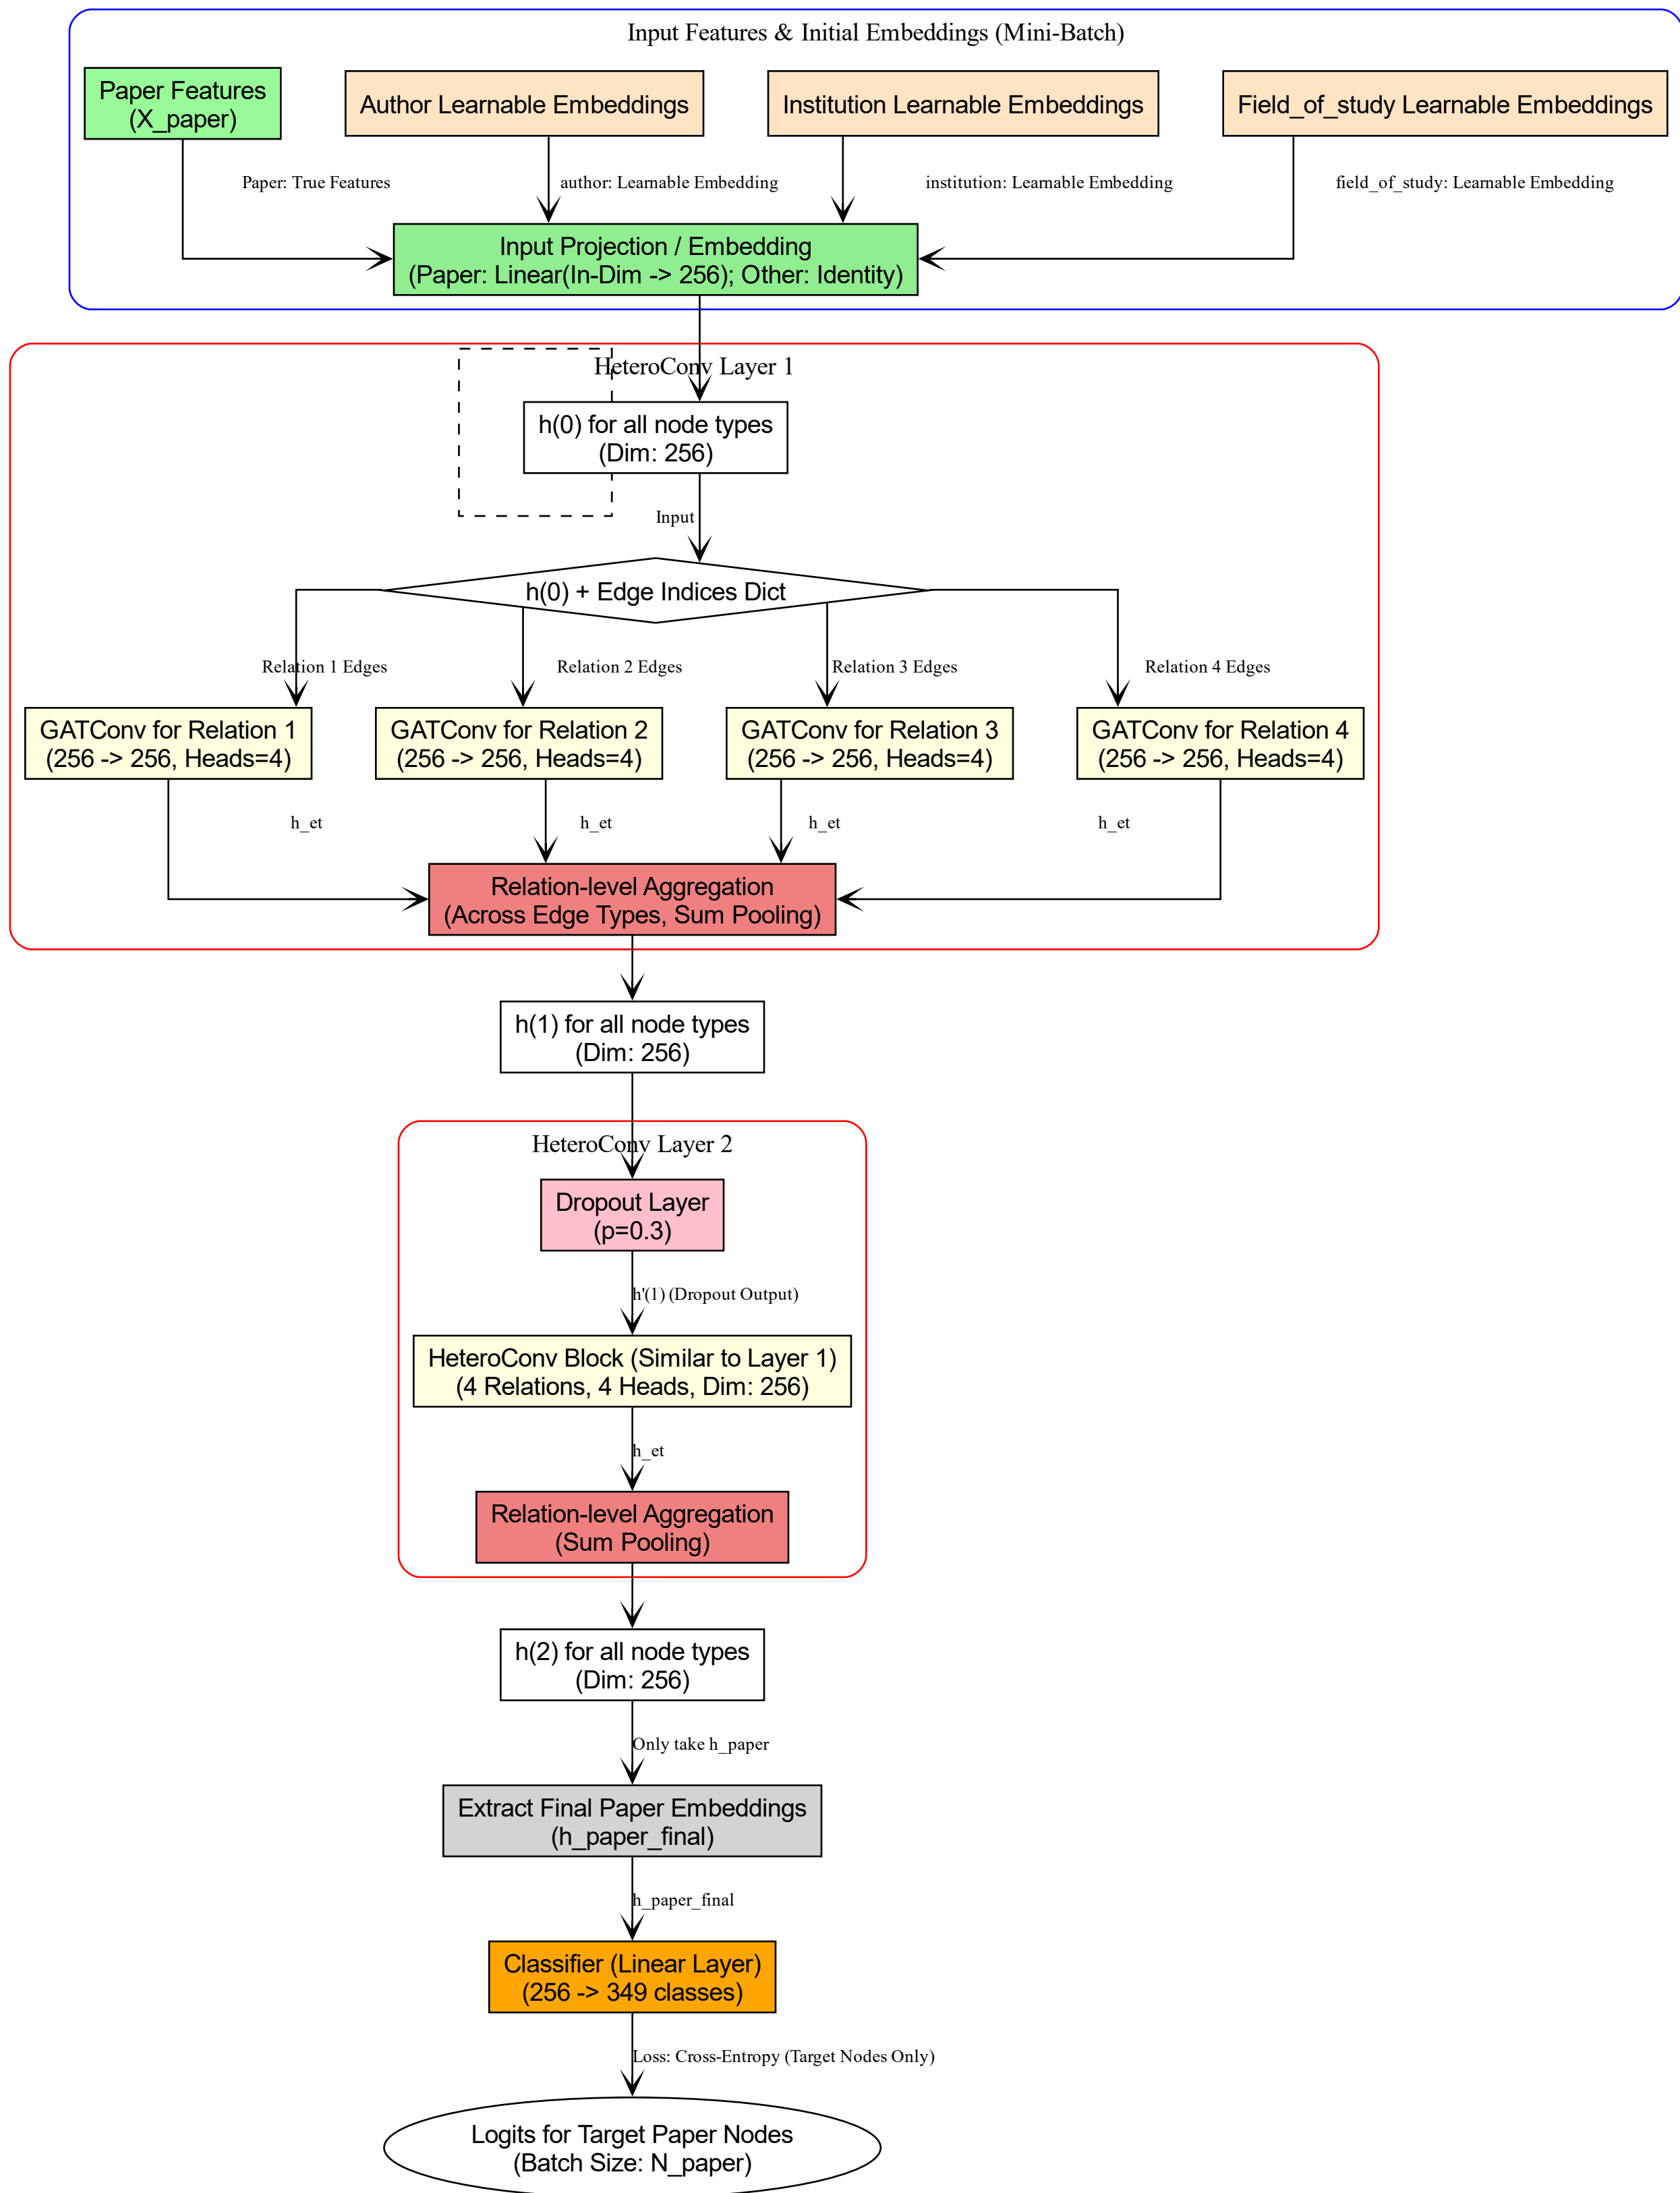 Input Features & Initial Embeddings (Mini-Batch)
Paper Features
(X_paper)
Author Learnable Embeddings
Institution Learnable Embeddings
Field_of_study Learnable Embeddings
Paper: True Features
author: Learnable Embedding
institution: Learnable Embedding
field_of_study: Learnable Embedding
Input Projection / Embedding
(Paper: Linear(In-Dim -> 256); Other: Identity)
HeteroConv Layer 1
h(0) for all node types
(Dim: 256)
Input
h(0) + Edge Indices Dict
Relation 1 Edges
Relation 2 Edges
Relation 3 Edges
Relation 4 Edges
GATConv for Relation 1
(256 -> 256, Heads=4)
GATConv for Relation 2
(256 -> 256, Heads=4)
GATConv for Relation 3
(256 -> 256, Heads=4)
GATConv for Relation 4
(256 -> 256, Heads=4)
h_et
h_et
h_et
h_et
Relation-level Aggregation
(Across Edge Types, Sum Pooling)
h(1) for all node types
(Dim: 256)
HeteroConv Layer 2
Dropout Layer
(p=0.3)
h'(1) (Dropout Output)
HeteroConv Block (Similar to Layer 1)
(4 Relations, 4 Heads, Dim: 256)
h_et
Relation-level Aggregation
(Sum Pooling)
h(2) for all node types
(Dim: 256)
Only take h_paper
Extract Final Paper Embeddings
(h_paper_final)
h_paper_final
Classifier (Linear Layer)
(256 -> 349 classes)
Loss: Cross-Entropy (Target Nodes Only)
Logits for Target Paper Nodes
(Batch Size: N_paper)